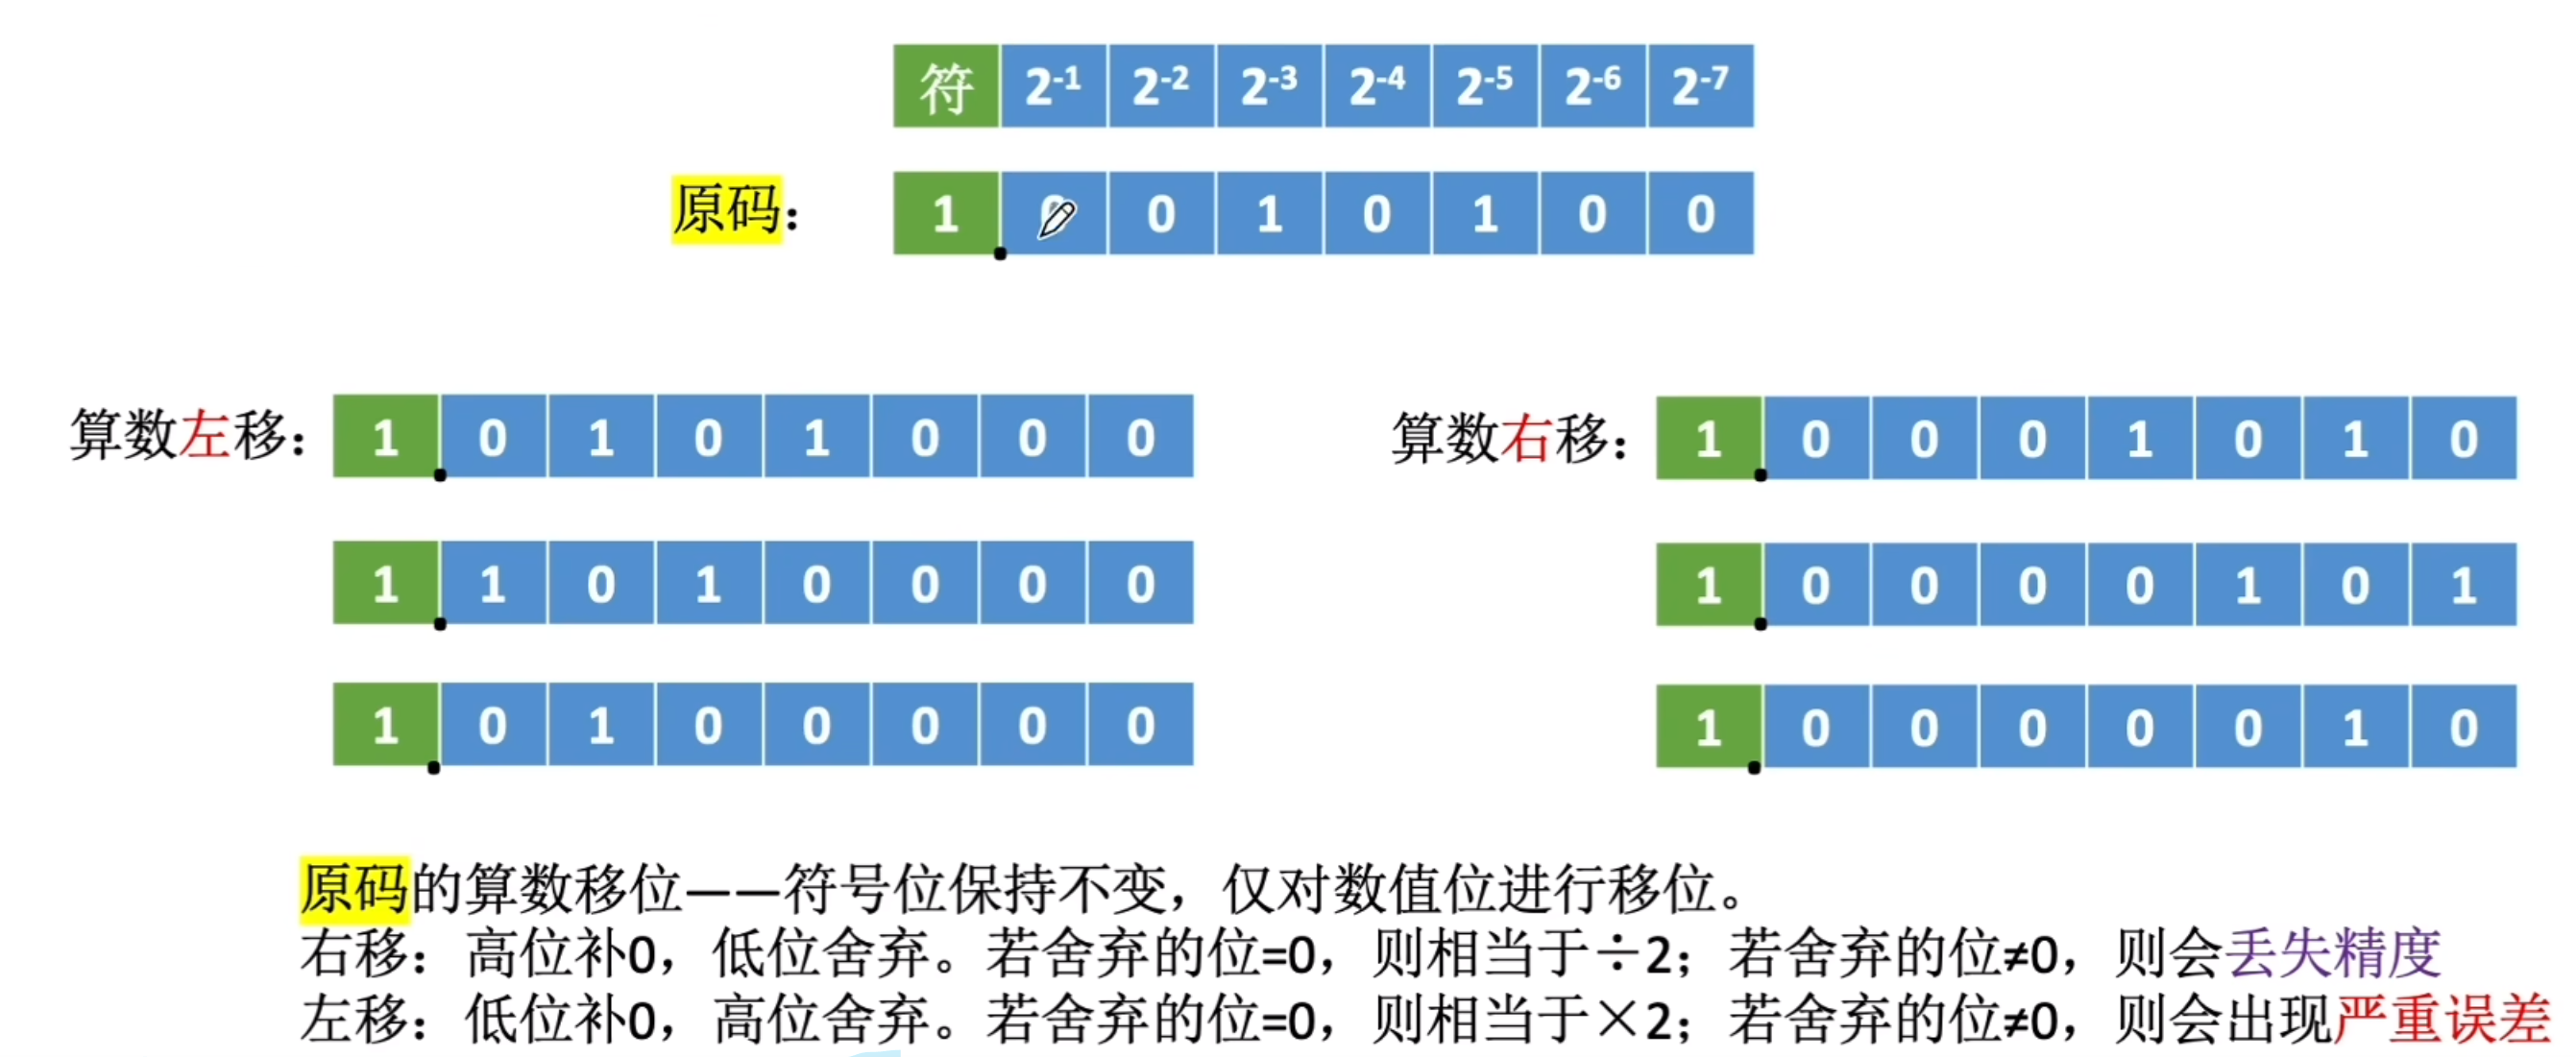 符 2⁻¹ 2⁻² 2⁻³ 2⁻⁴ 2⁻⁵ 2⁻⁶ 2⁻⁷
原码： 1 0 1 0 1 0 0
算数左移： 1 0 1 0 1 0 0 0
算数右移： 1 0 0 0 1 0 1 0
1 1 0 1 0 0 0 0
1 0 0 0 0 1 0 1
1 0 1 0 0 0 0 0
1 0 0 0 0 0 1 0
原码的算数移位——符号位保持不变，仅对数值位进行移位。
右移：高位补0，低位舍弃。若舍弃的位=0，则相当于÷2；若舍弃的位≠0，则会丢失精度
左移：低位补0，高位舍弃。若舍弃的位=0，则相当于×2；若舍弃的位≠0，则会出现严重误差